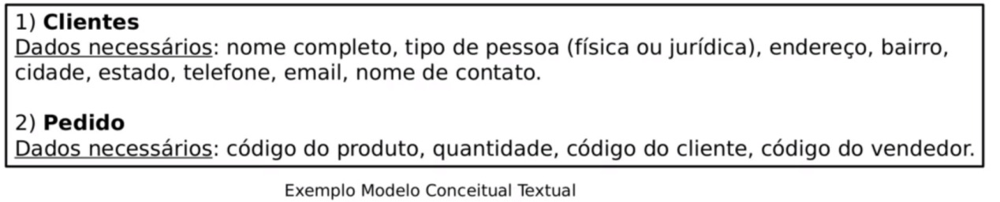 1) Clientes
Dados necessários: nome completo, tipo de pessoa (física ou jurídica), endereço, bairro,
cidade, estado, telefone, email, nome de contato.
2) Pedido
Dados necessários: código do produto, quantidade, código do cliente, código do vendedor.
Exemplo Modelo Conceitual Textual